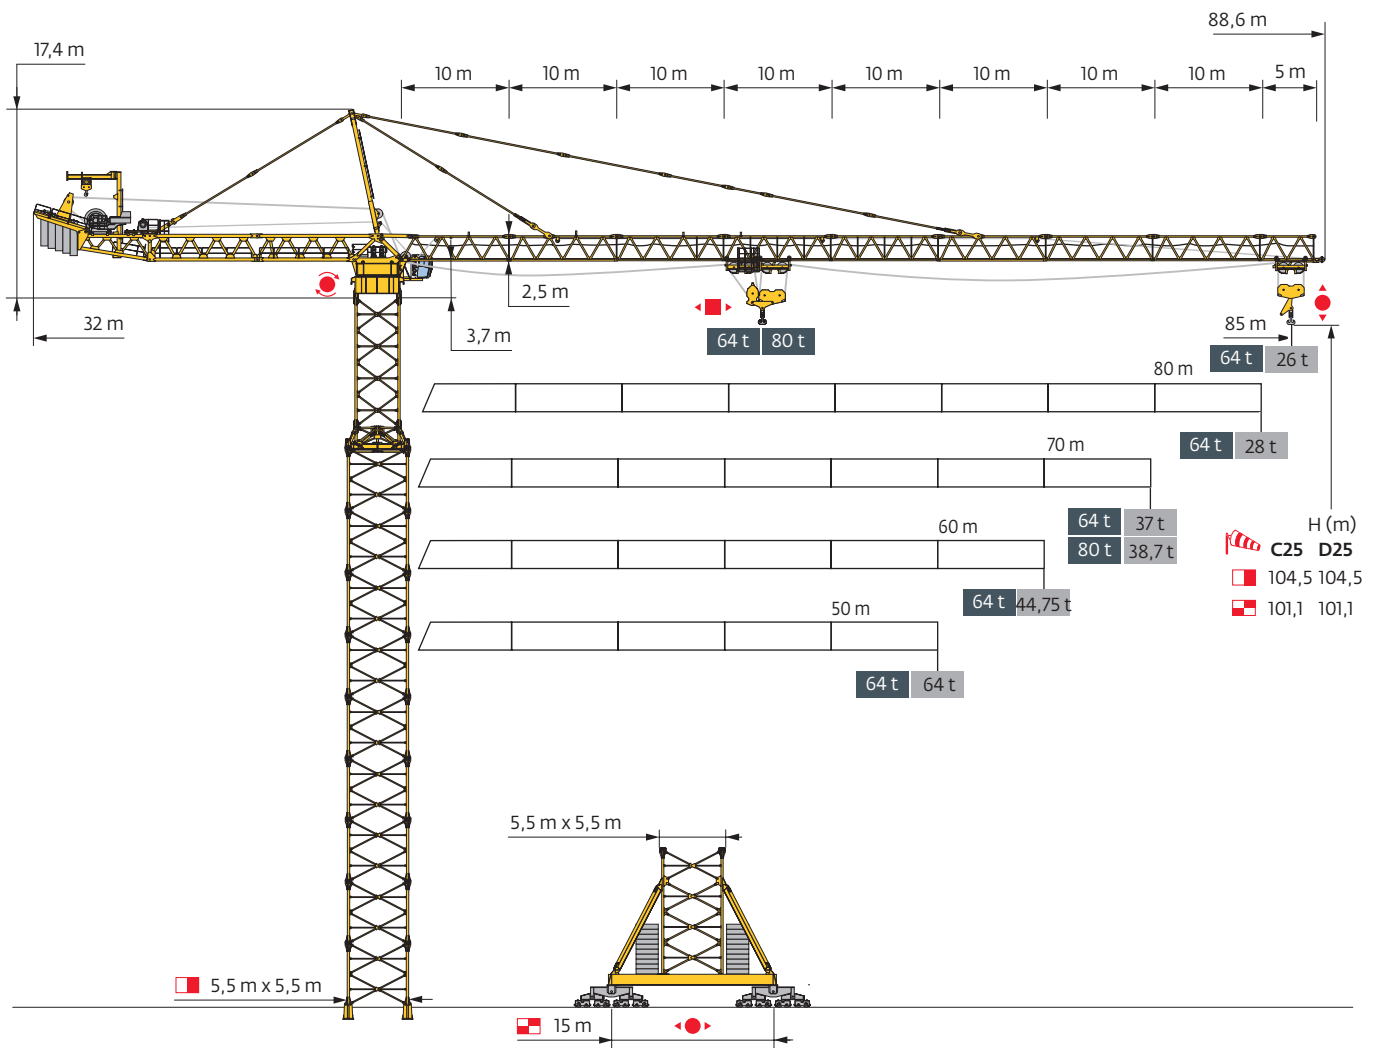 88,6 m
17,4 m
10 m 10 m 10 m 10 m 10 m 10 m 10 m 10 m 5 m
2,5 m
32 m
3,7 m
64 t 80 t
85 m
64 t 26 t
80 m
64 t 28 t
70 m
64 t 37 t
80 t 38,7 t
60 m
64 t 44,75 t
50 m
64 t 64 t
H (m)
C25 D25
104,5 104,5
101,1 101,1
5,5 m x 5,5 m
5,5 m x 5,5 m
15 m